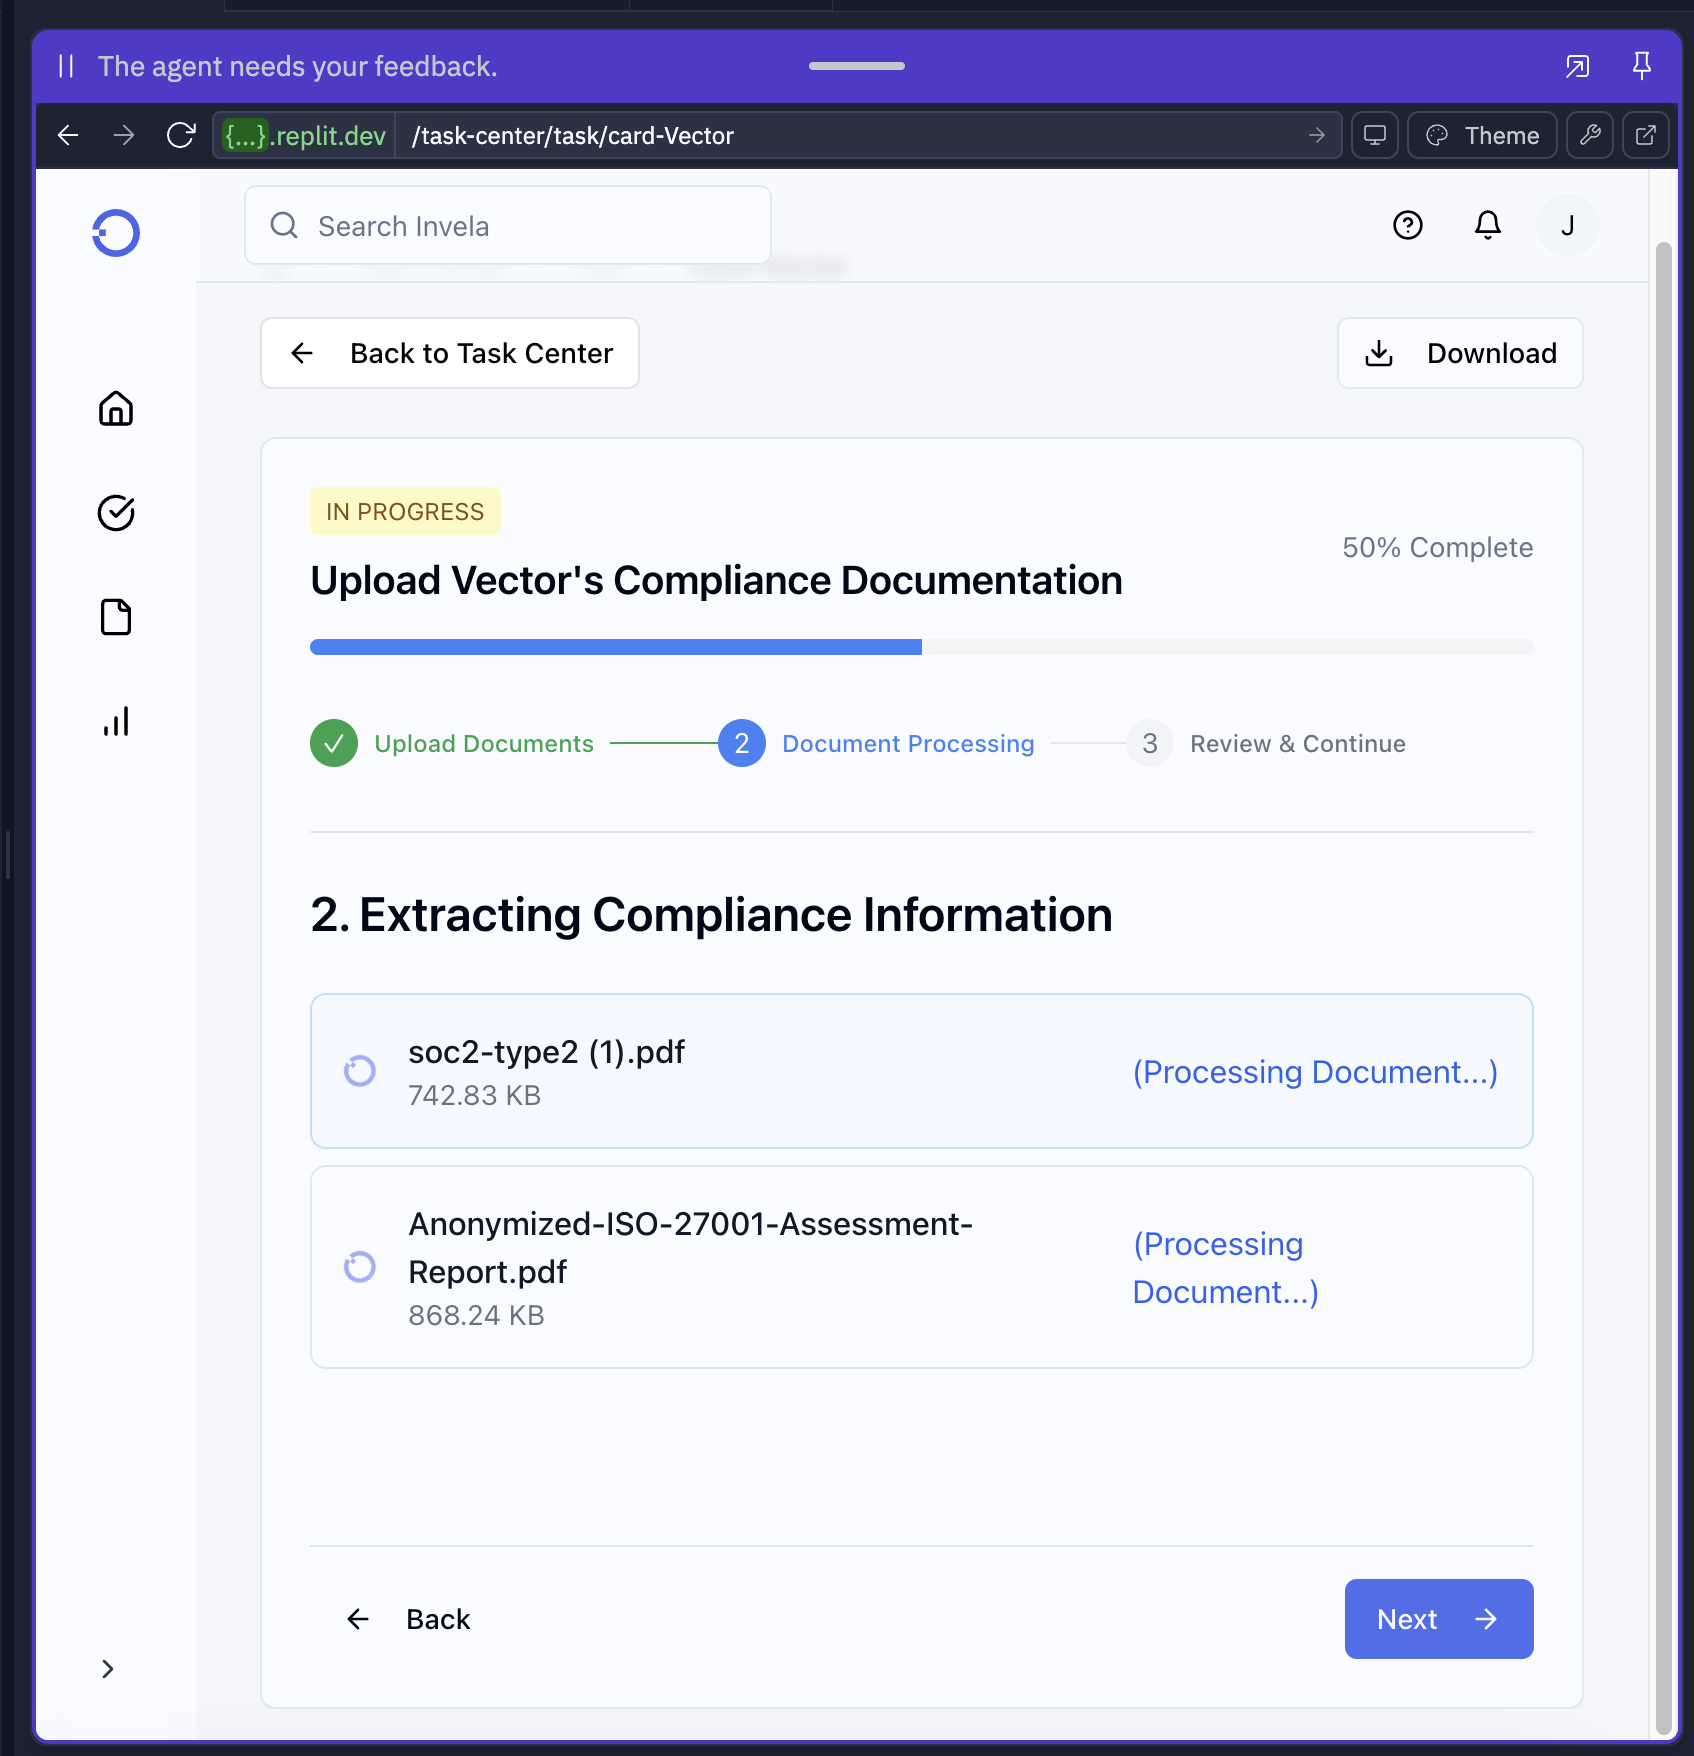 The agent needs your feedback.
{...}.replit.dev /task-center/task/card-Vector Theme
Search Invela
J
Back to Task Center
Download
IN PROGRESS
50% Complete
Upload Vector's Compliance Documentation
Upload Documents 2 Document Processing 3 Review & Continue
2. Extracting Compliance Information
soc2-type2 (1).pdf
742.83 KB
(Processing Document...)
Anonymized-ISO-27001-Assessment-
Report.pdf
868.24 KB
(Processing
Document...)
Back
Next